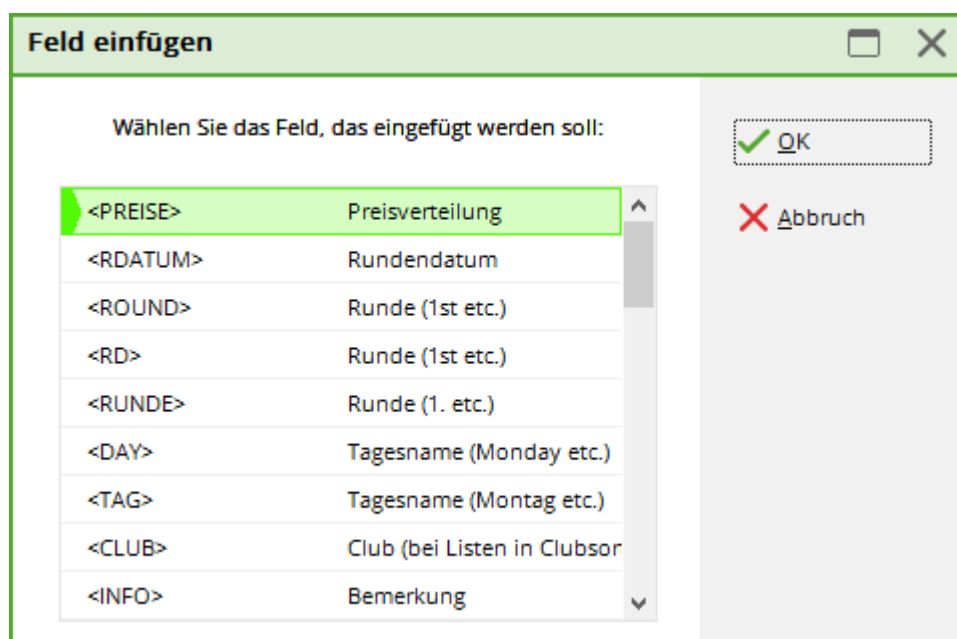 Feld einfügen
Wählen Sie das Feld, das eingefügt werden soll:
OK
Abbruch
<PREISE> Preisverteilung
<RDATUM> Rundendatum
<ROUND> Runde (1st etc.)
<RD> Runde (1st etc.)
<RUNDE> Runde (1. etc.)
<DAY> Tagesname (Monday etc.)
<TAG> Tagesname (Montag etc.)
<CLUB> Club (bei Listen in Clubsor
<INFO> Bemerkung